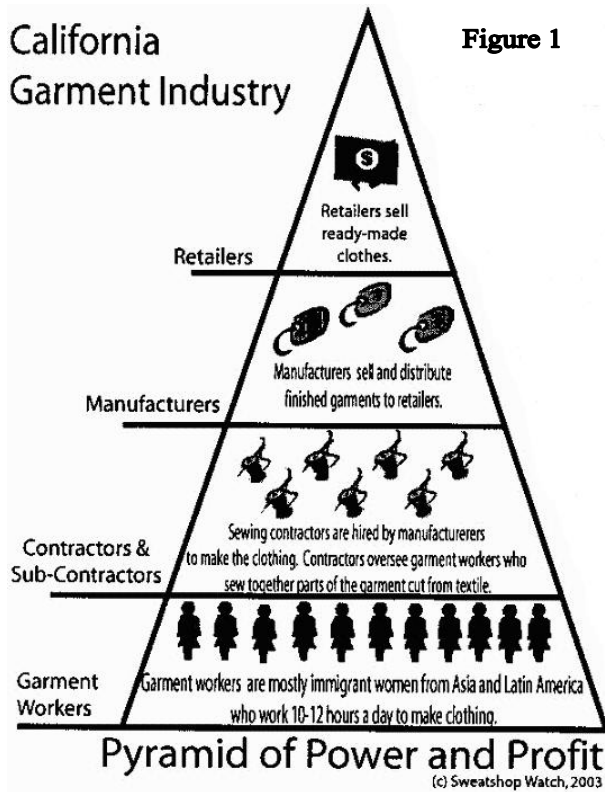 California
Garment Industry
Figure 1
$
Retailers sell
ready-made
clothes.
Retailers
Manufacturers sell and distribute
finished garments to retailers.
Manufacturers
Sewing contractors are hired by manufacturerers
to make the clothing. Contractors oversee garment workers who
sew together parts of the garment cut from textile.
Contractors &
Sub-Contractors
Garment workers are mostly immigrant women from Asia and Latin America
who work 10-12 hours a day to make clothing.
Garment
Workers
Pyramid of Power and Profit
(c) Sweatshop Watch, 2003